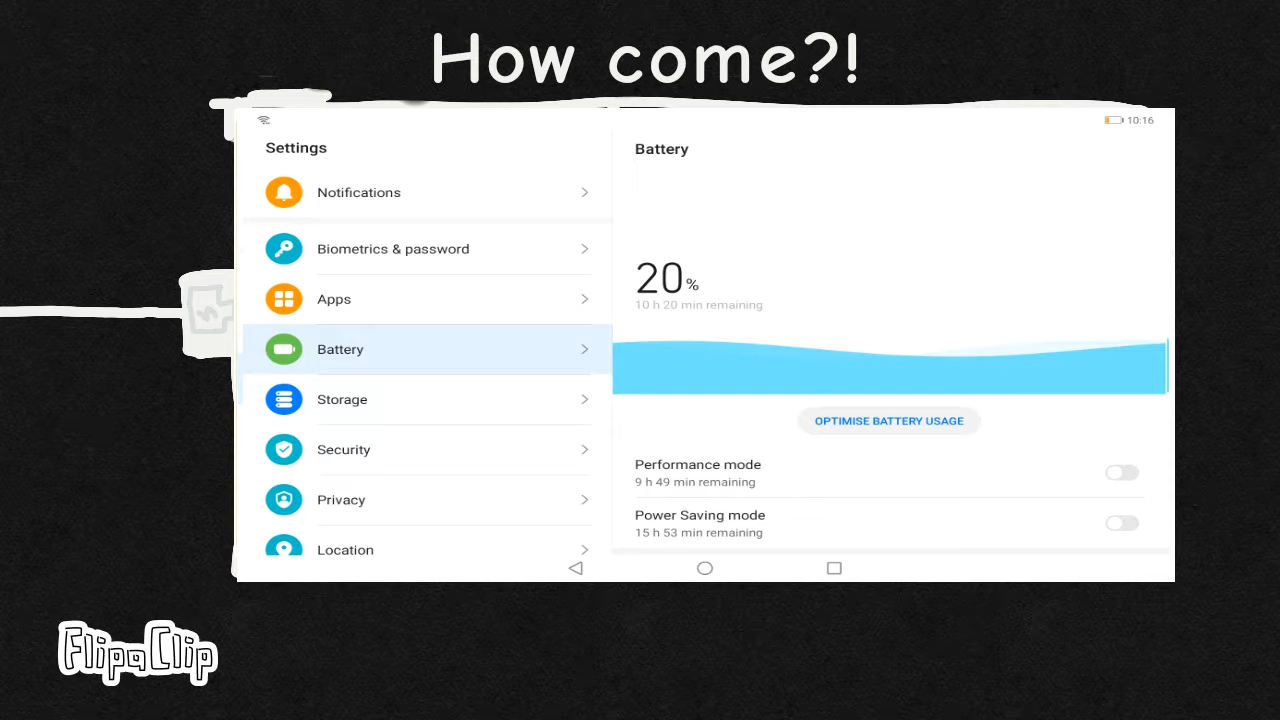 How come?!
10:16
Settings
Notifications
Biometrics & password
Apps
Battery
Storage
Security
Privacy
Location
Battery
20%
10 h 20 min remaining
OPTIMISE BATTERY USAGE
Performance mode
9 h 49 min remaining
Power Saving mode
15 h 53 min remaining
FlipaClip